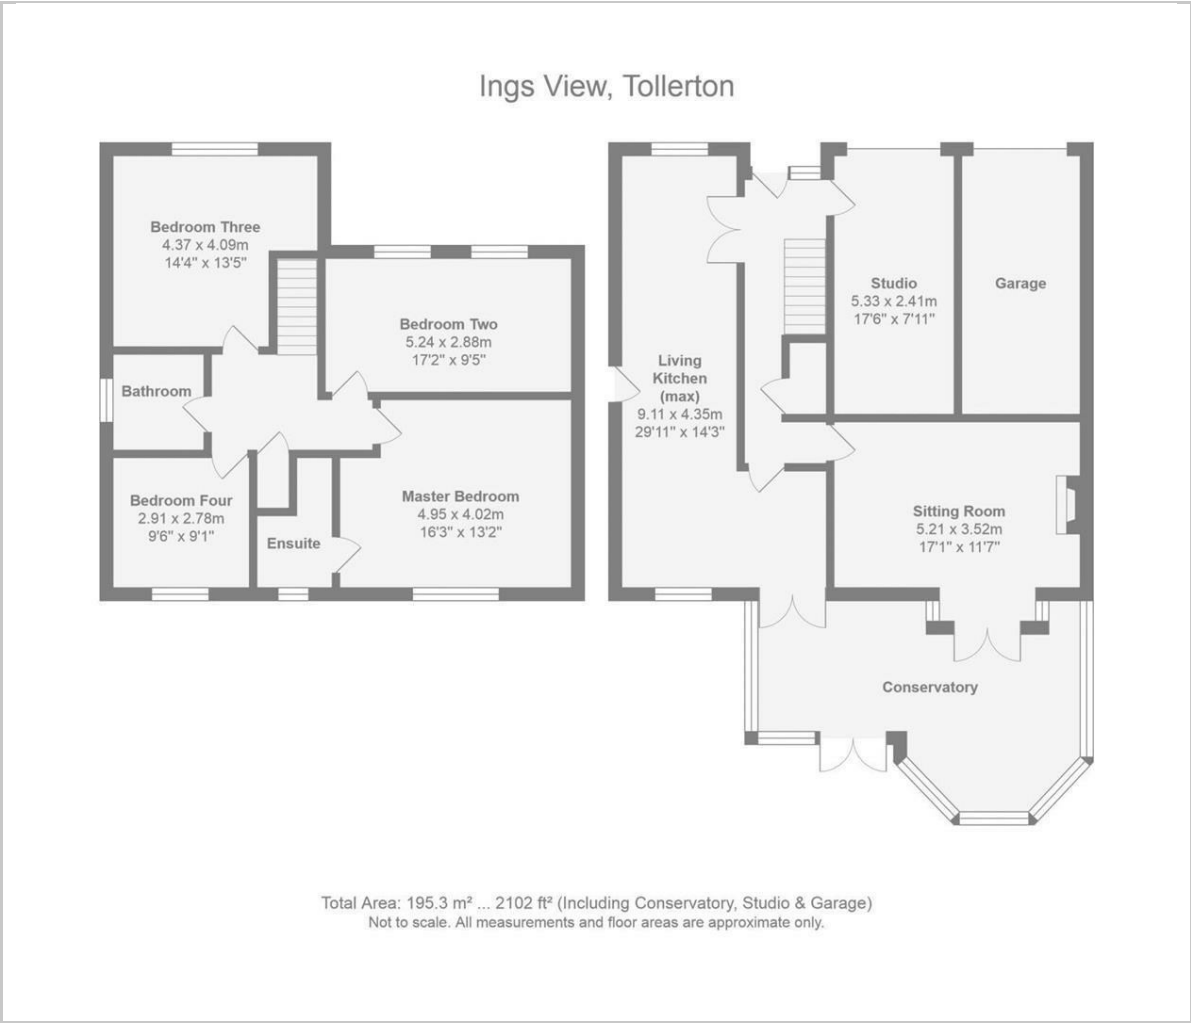 Ings View, Tollerton
Bedroom Three
4.37 x 4.09m
14'4" x 13'5"
Bedroom Two
5.24 x 2.88m
17'2" x 9'5"
Bathroom
Bedroom Four
2.91 x 2.78m
9'6" x 9'1"
Ensuite
Master Bedroom
4.95 x 4.02m
16'3" x 13'2"
Living
Kitchen
(max)
9.11 x 4.35m
29'11" x 14'3"
Studio
5.33 x 2.41m
17'6" x 7'11"
Garage
Sitting Room
5.21 x 3.52m
17'1" x 11'7"
Conservatory
Total Area: 195.3 m² ... 2102 ft² (Including Conservatory, Studio & Garage)
Not to scale. All measurements and floor areas are approximate only.